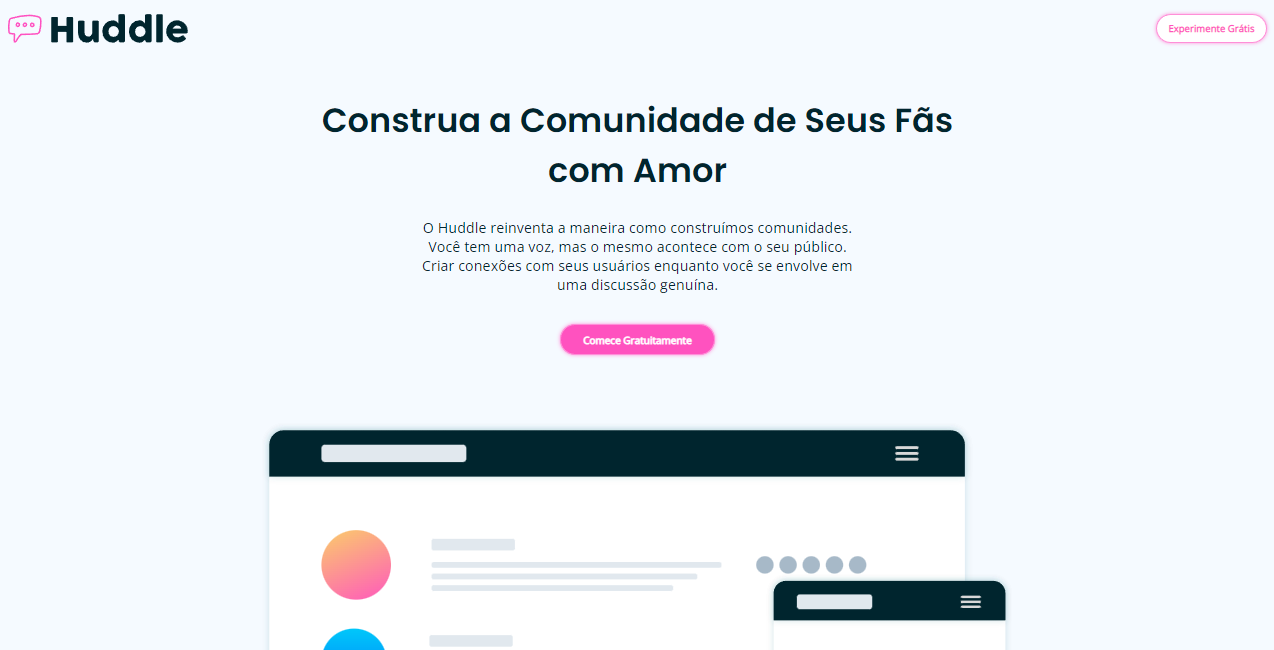 Huddle
Experimente Grátis
Construa a Comunidade de Seus Fãs
com Amor
O Huddle reinventa a maneira como construímos comunidades.
Você tem uma voz, mas o mesmo acontece com o seu público.
Criar conexões com seus usuários enquanto você se envolve em
uma discussão genuína.
Comece Gratuitamente